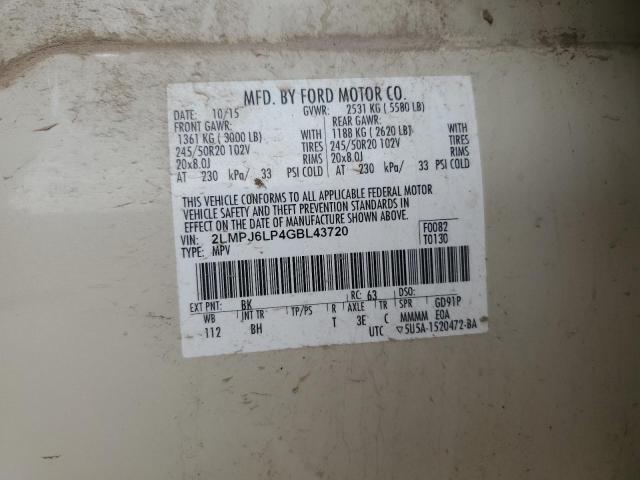 MFD. BY FORD MOTOR CO.
DATE: 10/15 GVWR: 2531 KG ( 5580 LB)
FRONT GAWR: REAR GAWR:
1361 KG ( 3000 LB) WITH 1188 KG ( 2620 LB) WITH
245/50R20 102V TIRES 245/50R20 102V TIRES
20x8.0J RIMS 20x8.0J RIMS
AT 230 kPa/ 33 PSI COLD AT 230 kPa/ 33 PSI COLD
THIS VEHICLE CONFORMS TO ALL APPLICABLE FEDERAL MOTOR
VEHICLE SAFETY AND THEFT PREVENTION STANDARDS IN
EFFECT ON THE DATE OF MANUFACTURE SHOWN ABOVE.
VIN: 2LMPJ6LP4GBL43720 F0082
TYPE: MPV T0130
EXT PNT: BK RC: 63 DSO:
WB INT TR TP/PS R AXLE TR SPR GD91P
112 BH T 3E C MMMM E0A
UTC ▽5U5A-1520472-BA